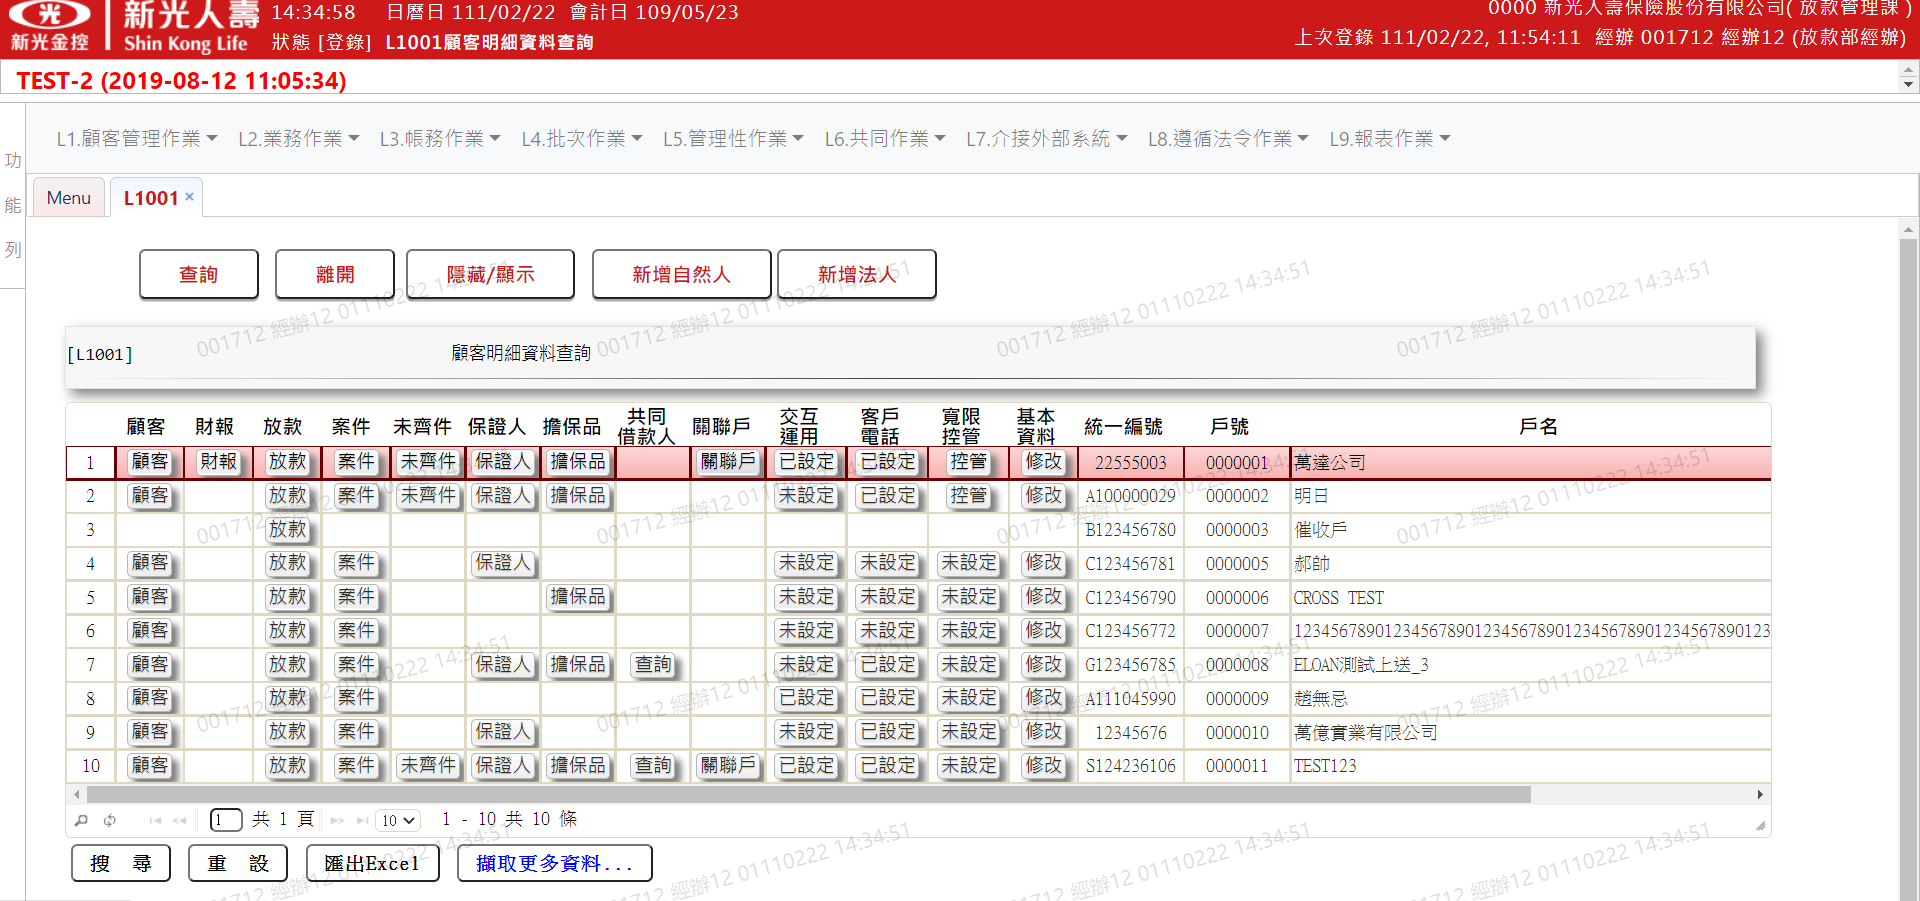 新光金控 新光人壽 Shin Kong Life
14:34:58 日曆日 111/02/22 會計日 109/05/23
0000 新光人壽保險股份有限公司( 放款管理課 )
狀態 [登錄] L1001顧客明細資料查詢
上次登錄 111/02/22, 11:54:11 經辦 001712 經辦12 (放款部經辦)
TEST-2 (2019-08-12 11:05:34)
功能列
L1.顧客管理作業 L2.業務作業 L3.帳務作業 L4.批次作業 L5.管理性作業 L6.共同作業 L7.介接外部系統 L8.遵循法令作業 L9.報表作業
Menu L1001 ×
查詢 離開 隱藏/顯示 新增自然人 新增法人
[L1001] 顧客明細資料查詢
顧客 財報 放款 案件 未齊件 保證人 擔保品 共同借款人 關聯戶 交互運用 客戶電話 寬限控管 基本資料 統一編號 戶號 戶名
1 顧客 財報 放款 案件 未齊件 保證人 擔保品 關聯戶 已設定 已設定 控管 修改 22555003 0000001 萬達公司
2 顧客 放款 案件 未齊件 保證人 擔保品 未設定 已設定 控管 修改 A100000029 0000002 明日
3 放款 B123456780 0000003 催收戶
4 顧客 放款 案件 保證人 未設定 未設定 未設定 修改 C123456781 0000005 郝帥
5 顧客 放款 案件 擔保品 未設定 未設定 未設定 修改 C123456790 0000006 CROSS TEST
6 顧客 放款 案件 未設定 未設定 未設定 修改 C123456772 0000007 12345678901234567890123456789012345678901234567890123
7 顧客 放款 案件 保證人 擔保品 查詢 未設定 已設定 未設定 修改 G123456785 0000008 ELOAN測試上送_3
8 顧客 放款 案件 已設定 已設定 未設定 修改 A111045990 0000009 趙無忌
9 顧客 放款 案件 保證人 未設定 已設定 未設定 修改 12345676 0000010 萬億實業有限公司
10 顧客 放款 案件 未齊件 保證人 擔保品 查詢 關聯戶 已設定 已設定 未設定 修改 S124236106 0000011 TEST123
1 共 1 頁 10 1 - 10 共 10 條
搜 尋 重 設 匯出Excel 擷取更多資料...
001712 經辦12 01110222 14:34:51